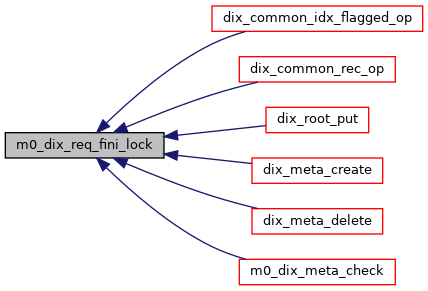 dix_common_idx_flagged_op
dix_common_rec_op
dix_root_put
m0_dix_req_fini_lock
dix_meta_create
dix_meta_delete
m0_dix_meta_check